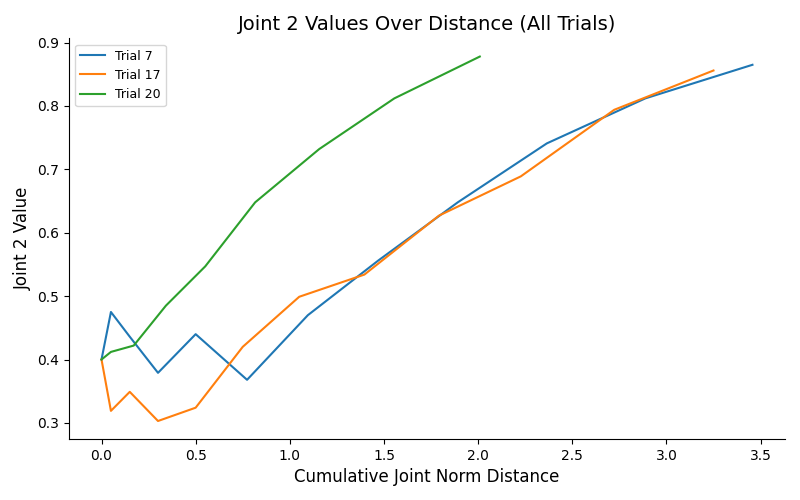 Joint 2 Values Over Distance (All Trials)
Trial 7
Trial 17
Trial 20
Joint 2 Value
0.9
0.8
0.7
0.6
0.5
0.4
0.3
0.0 0.5 1.0 1.5 2.0 2.5 3.0 3.5
Cumulative Joint Norm Distance